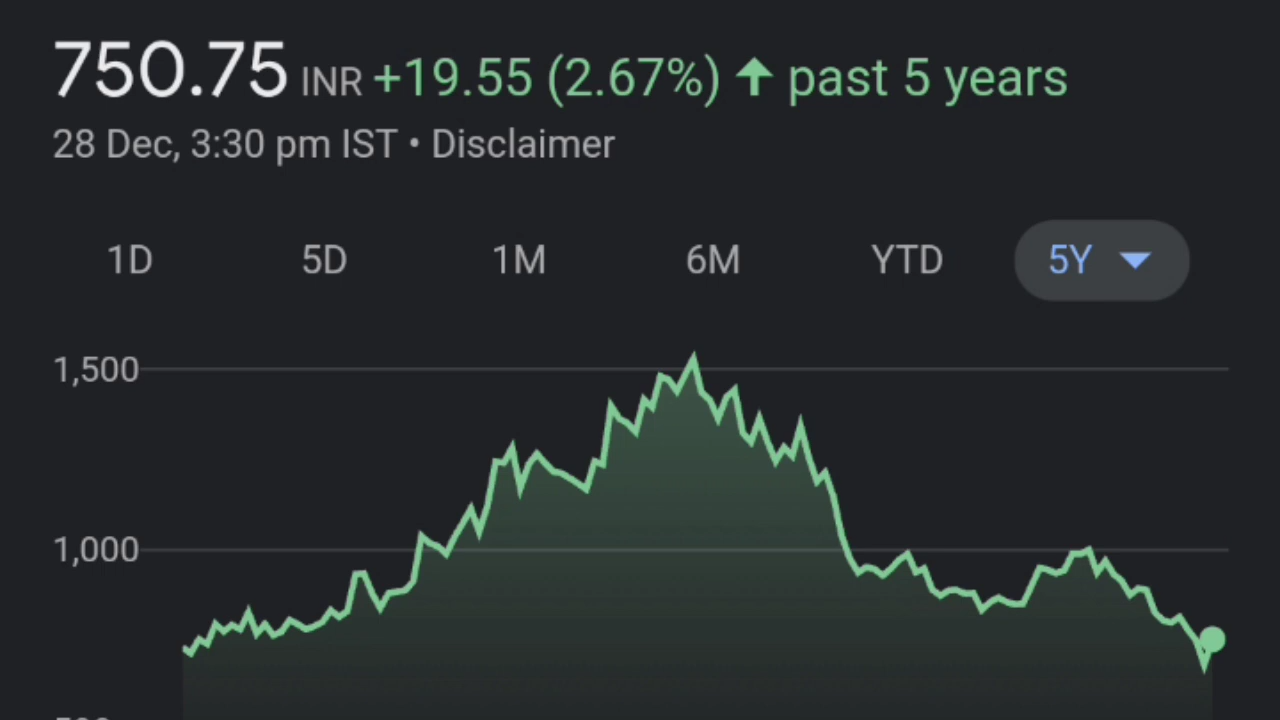 750.75 INR +19.55 (2.67%) ↑ past 5 years
28 Dec, 3:30 pm IST • Disclaimer
1D 5D 1M 6M YTD 5Y
1,500
1,000